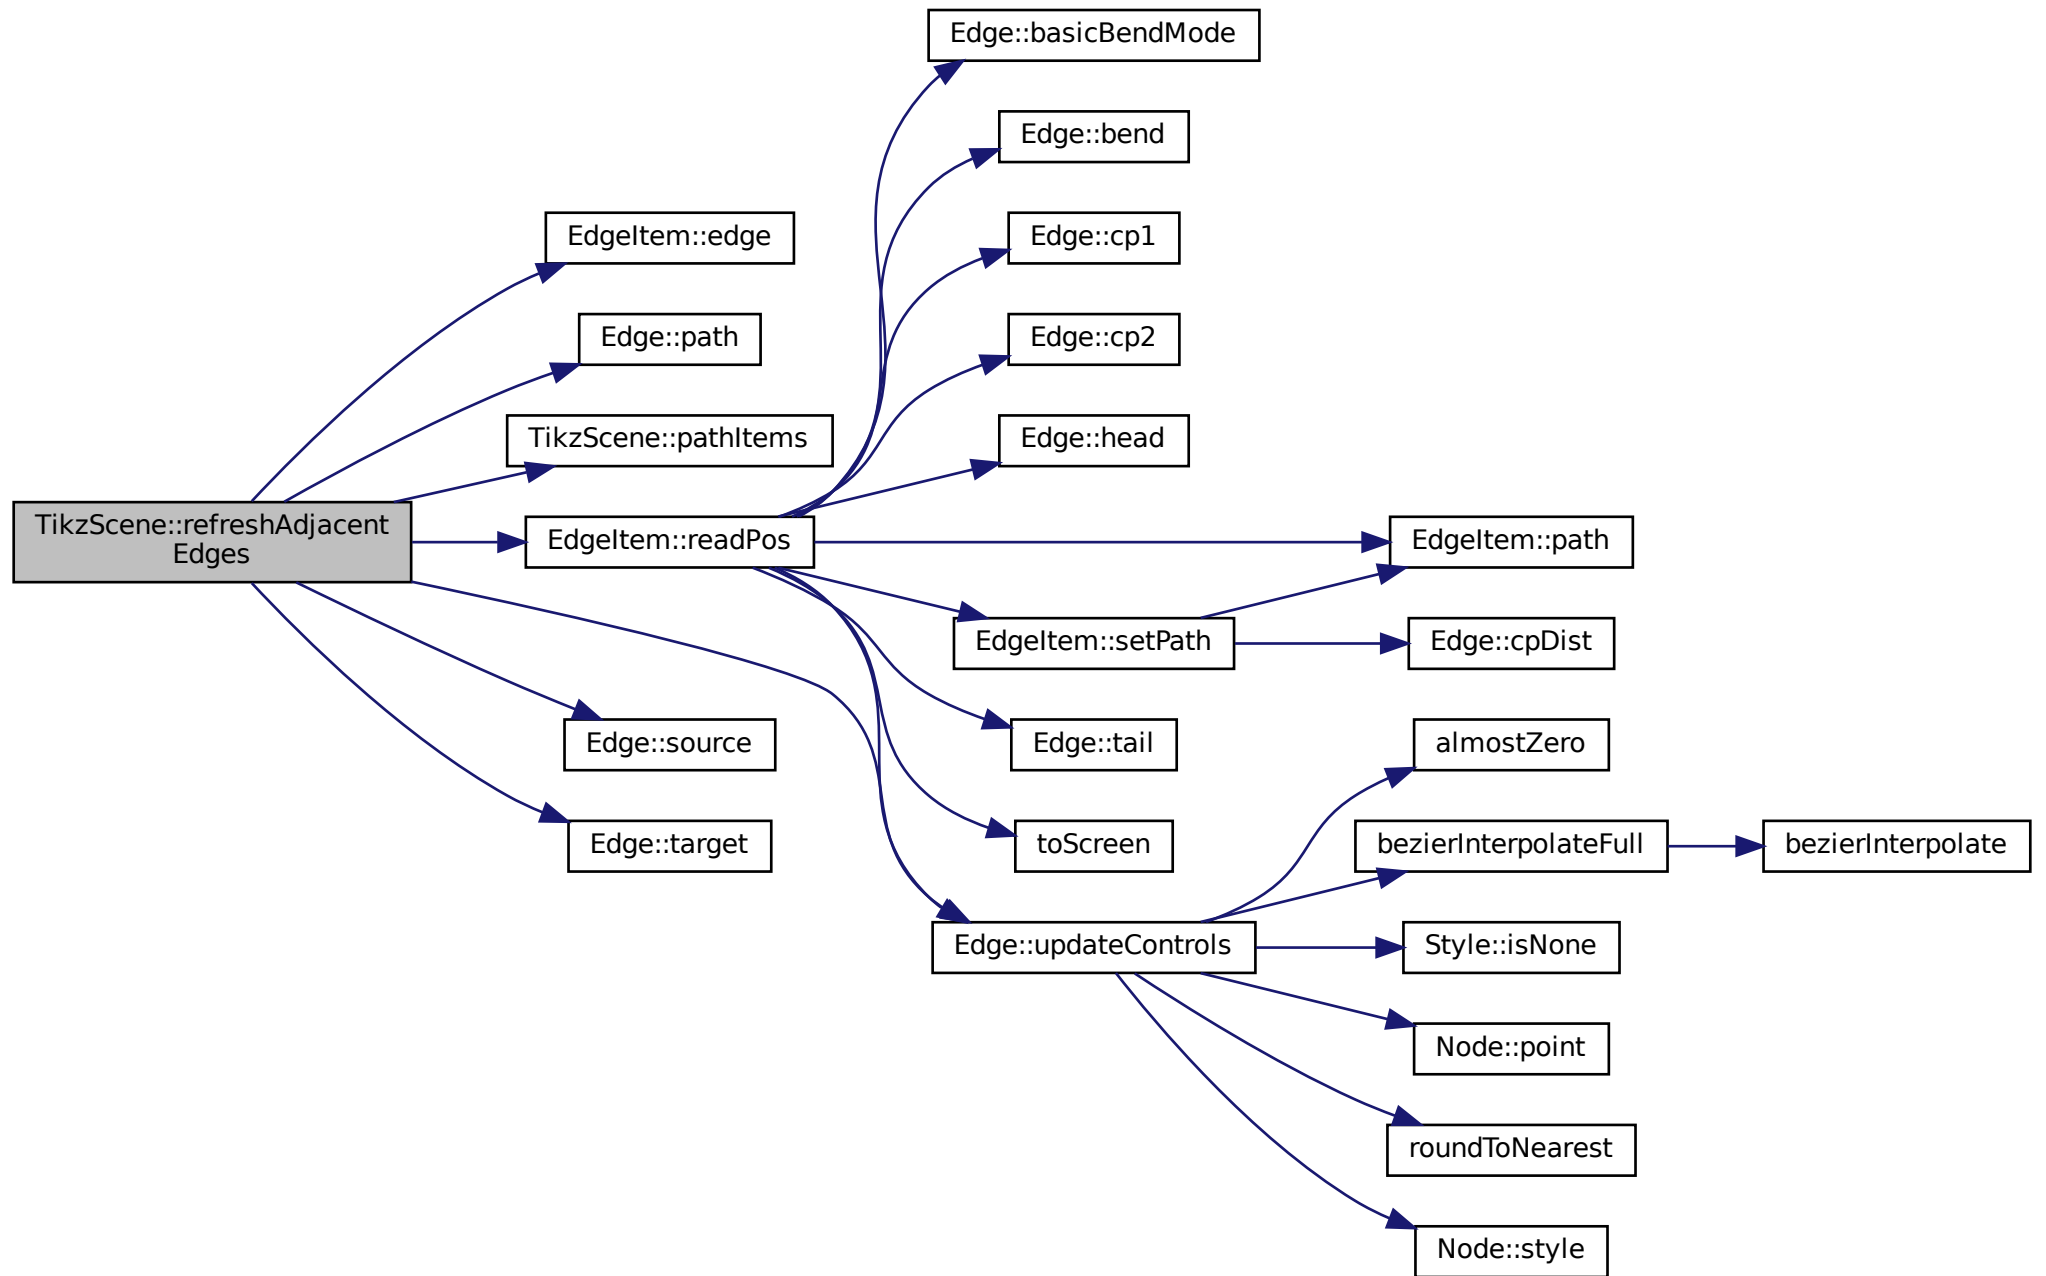 Edge::basicBendMode
Edge::bend
EdgeItem::edge
Edge::cp1
Edge::path
Edge::cp2
TikzScene::pathItems
Edge::head
TikzScene::refreshAdjacent
Edges
EdgeItem::readPos
EdgeItem::path
EdgeItem::setPath
Edge::cpDist
Edge::source
Edge::tail
almostZero
Edge::target
toScreen
bezierInterpolateFull
bezierInterpolate
Edge::updateControls
Style::isNone
Node::point
roundToNearest
Node::style